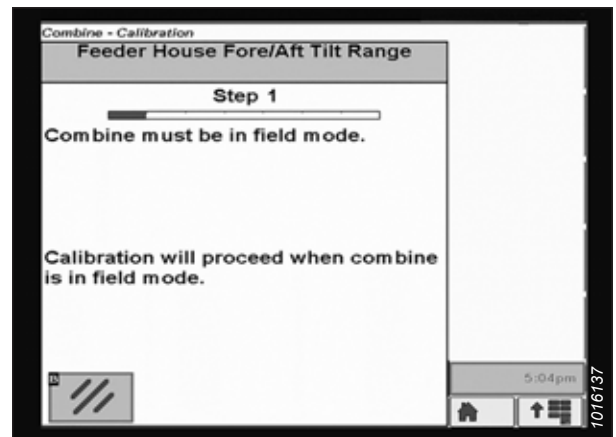 Combine - Calibration
Feeder House Fore/Aft Tilt Range
Step 1
Combine must be in field mode.
Calibration will proceed when combine
is in field mode.
5:04pm
1016137